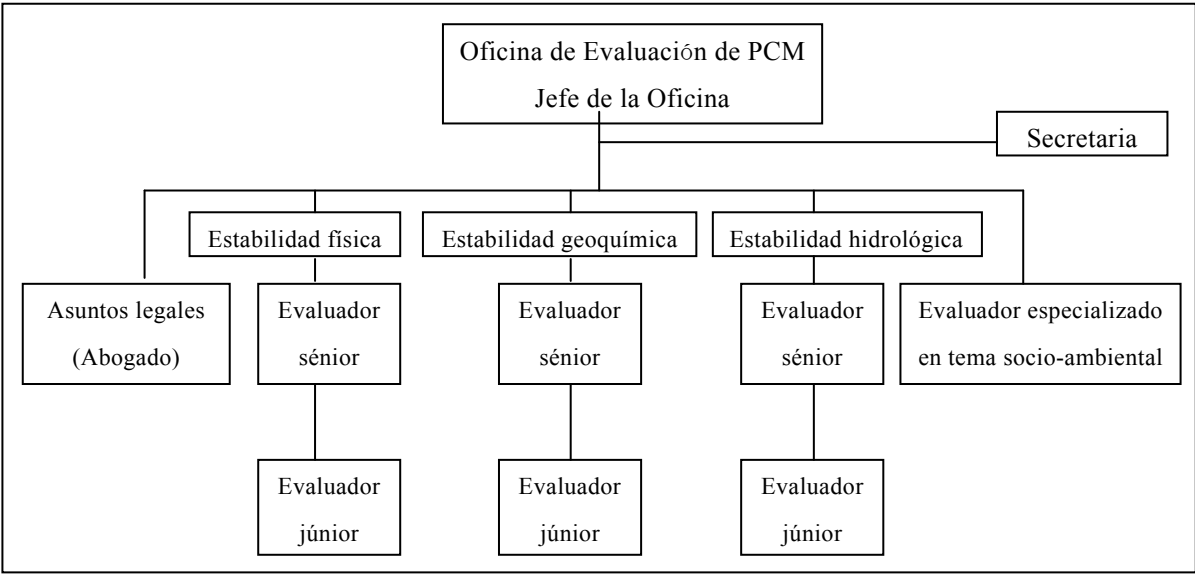 Oficina de Evaluación de PCM
Jefe de la Oficina
Secretaria
Estabilidad física
Estabilidad geoquímica
Estabilidad hidrológica
Asuntos legales
(Abogado)
Evaluador
sénior
Evaluador
sénior
Evaluador
sénior
Evaluador especializado
en tema socio-ambiental
Evaluador
júnior
Evaluador
júnior
Evaluador
júnior